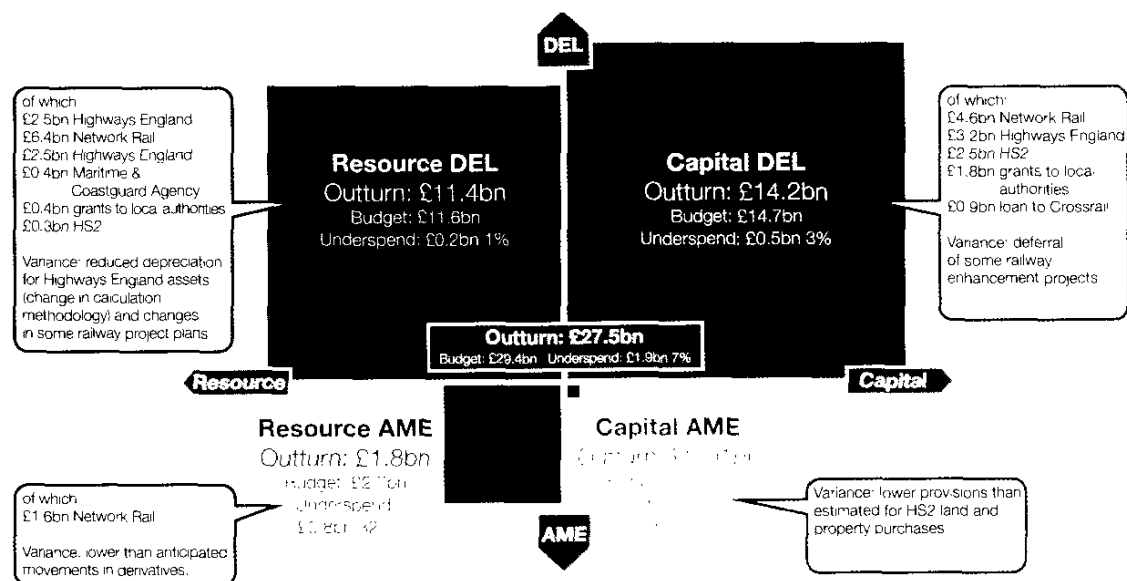 DEL
of which
£2.5bn Highways England
£6.4bn Network Rail
£2.5bn Highways England
£0.4bn Maritime &
Coastguard Agency
£0.4bn grants to local authorities
£0.3bn HS2
Variance: reduced depreciation
for Highways England assets
(change in calculation
methodology) and changes
in some railway project plans
Resource DEL
Outturn: £11.4bn
Budget: £11.6bn
Underspend: £0.2bn 1%
Capital DEL
Outturn: £14.2bn
Budget: £14.7bn
Underspend: £0.5bn 3%
of which:
£4.6bn Network Rail
£3.2bn Highways England
£2.5bn HS2
£1.8bn grants to local
authorities
£0.9bn loan to Crossrail
Variance: deferral
of some railway
enhancement projects
Outturn: £27.5bn
Budget: £29.4bn Underspend: £1.9bn 7%
Resource
Capital
Resource AME
Outturn: £1.8bn
Budget:
Underspend
Capital AME
Outturn:
of which
£1.6bn Network Rail
Variance: lower than anticipated
movements in derivatives.
AME
Variance: lower provisions than
estimated for HS2 land and
property purchases